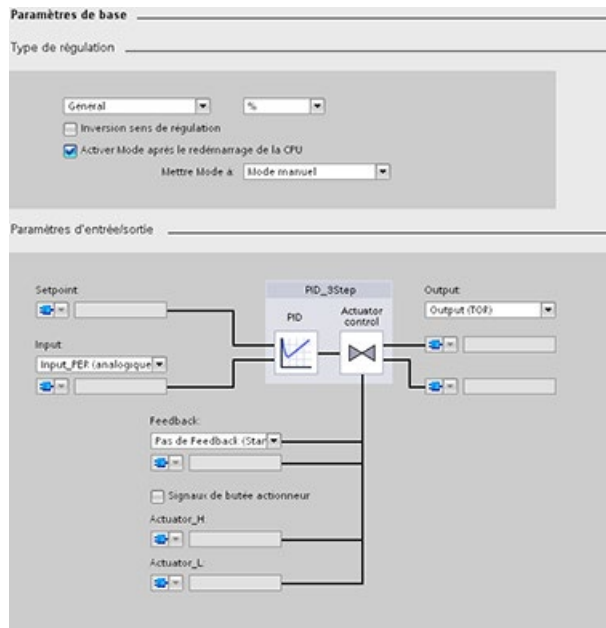 Paramètres de base
Type de régulation
General
%
Inversion sens de régulation
Activer Mode après le redémarrage de la CPU
Mettre Mode à: Mode manuel
Paramètres d'entrée/sortie
Setpoint:
PID_3Step
Output:
PID
Actuator control
Output (TOR)
Input:
Input_PER (analogique
Feedback:
Pas de Feedback (Star
Signaux de butée actionneur
Actuator_H:
Actuator_L: